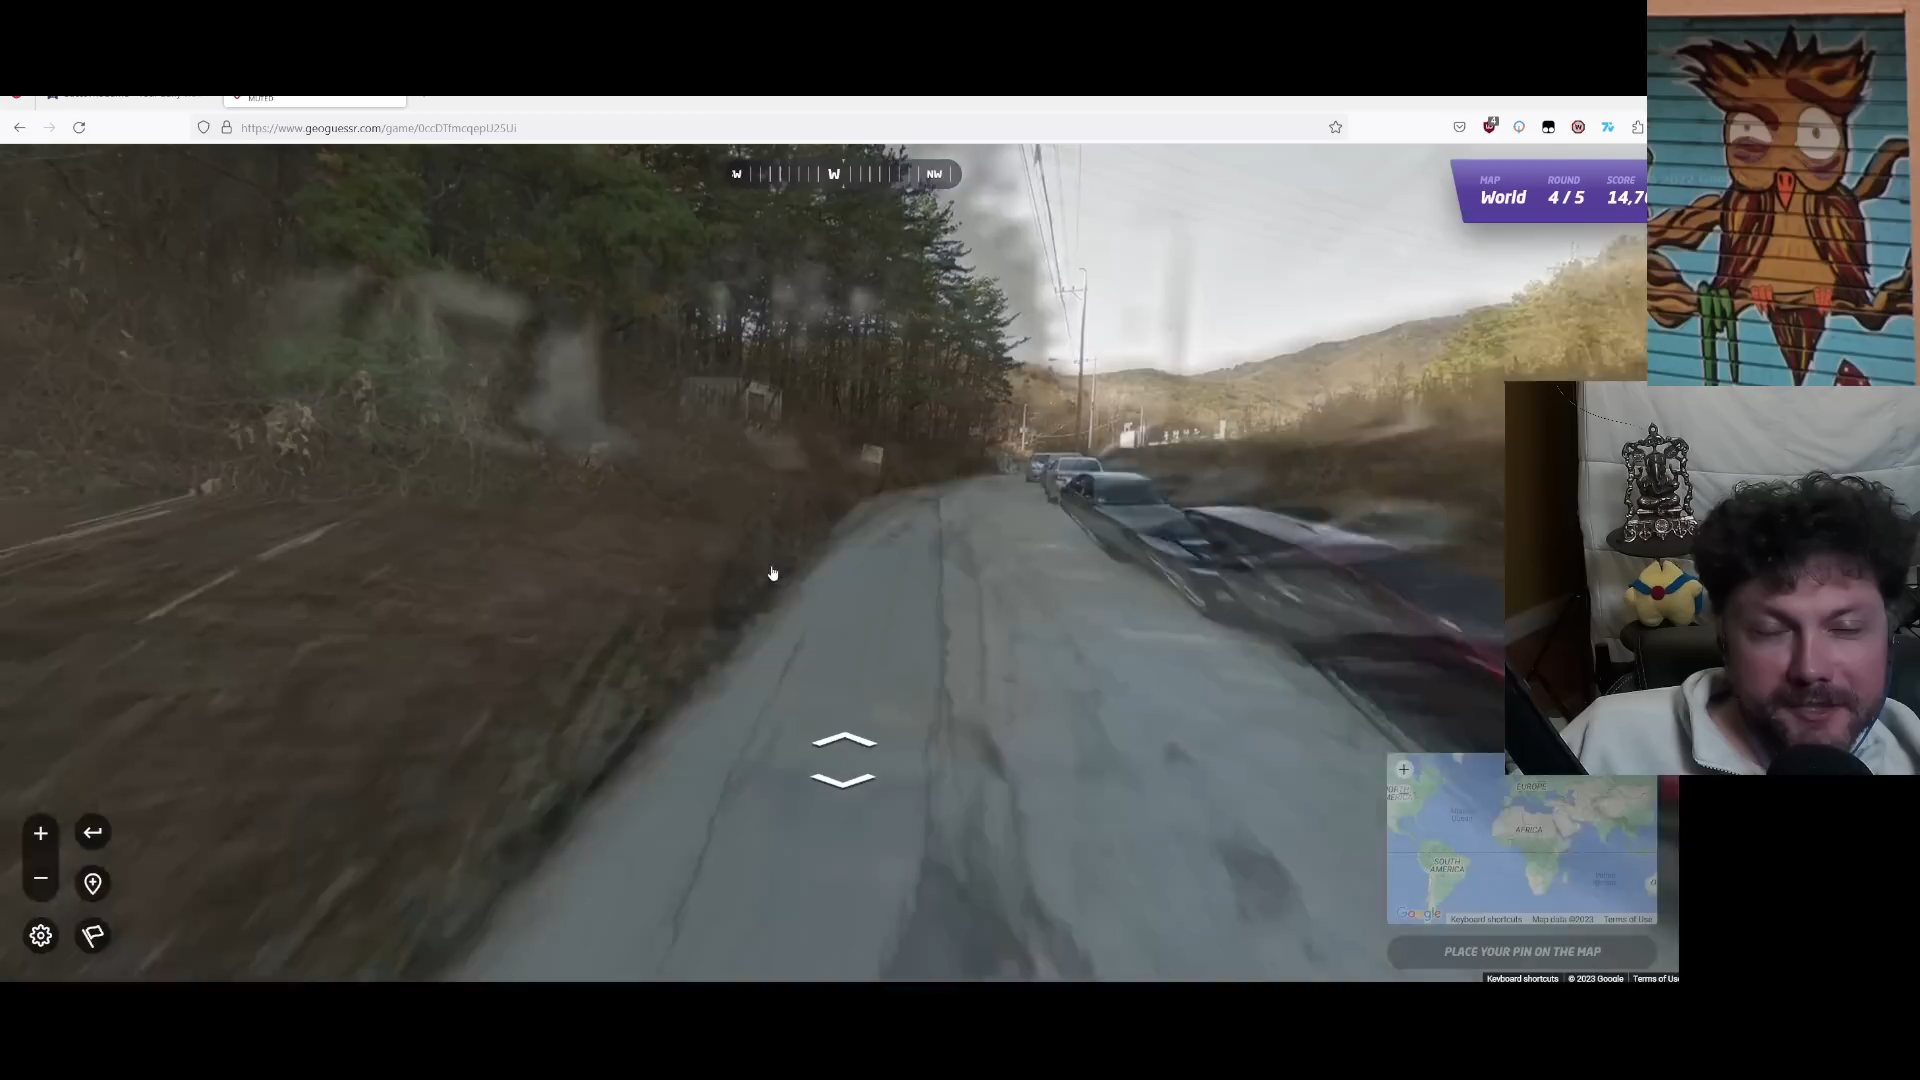 MUTED
https://www.geoguessr.com/game/0ccDTfmcqepU25Ui
W W NW
MAP ROUND SCORE
World 4 / 5 14,7
EUROPE
AFRICA
SOUTH
AMERICA
Google Keyboard shortcuts Map data ©2023 Terms of Use
PLACE YOUR PIN ON THE MAP
Keyboard shortcuts © 2023 Google Terms of Use